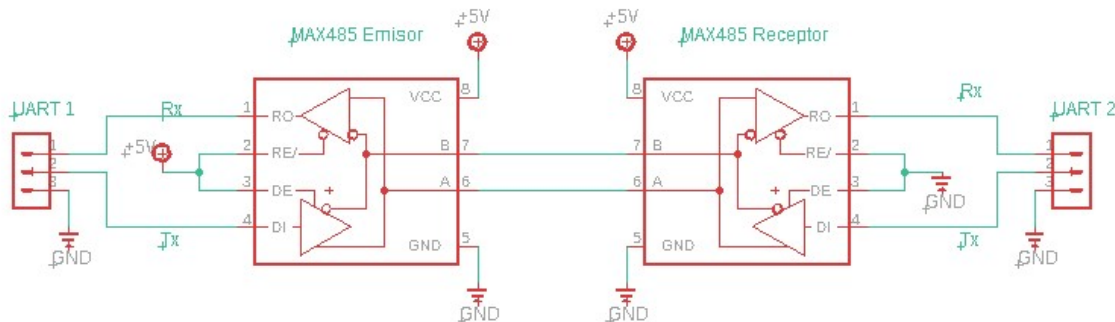 +5V
+5V
MAX485 Emisor
MAX485 Receptor
8
VCC
8
VCC
UART 1
Rx
1
RO
RO
1
Rx
UART 2
1
2
3
+5V
2
RE/
B
7
7
B
RE/
2
1
2
3
3
DE
+
A
6
6
A
+
DE
3
GND
4
DI
DI
4
GND
Tx
GND
5
5
GND
Tx
GND
GND
GND